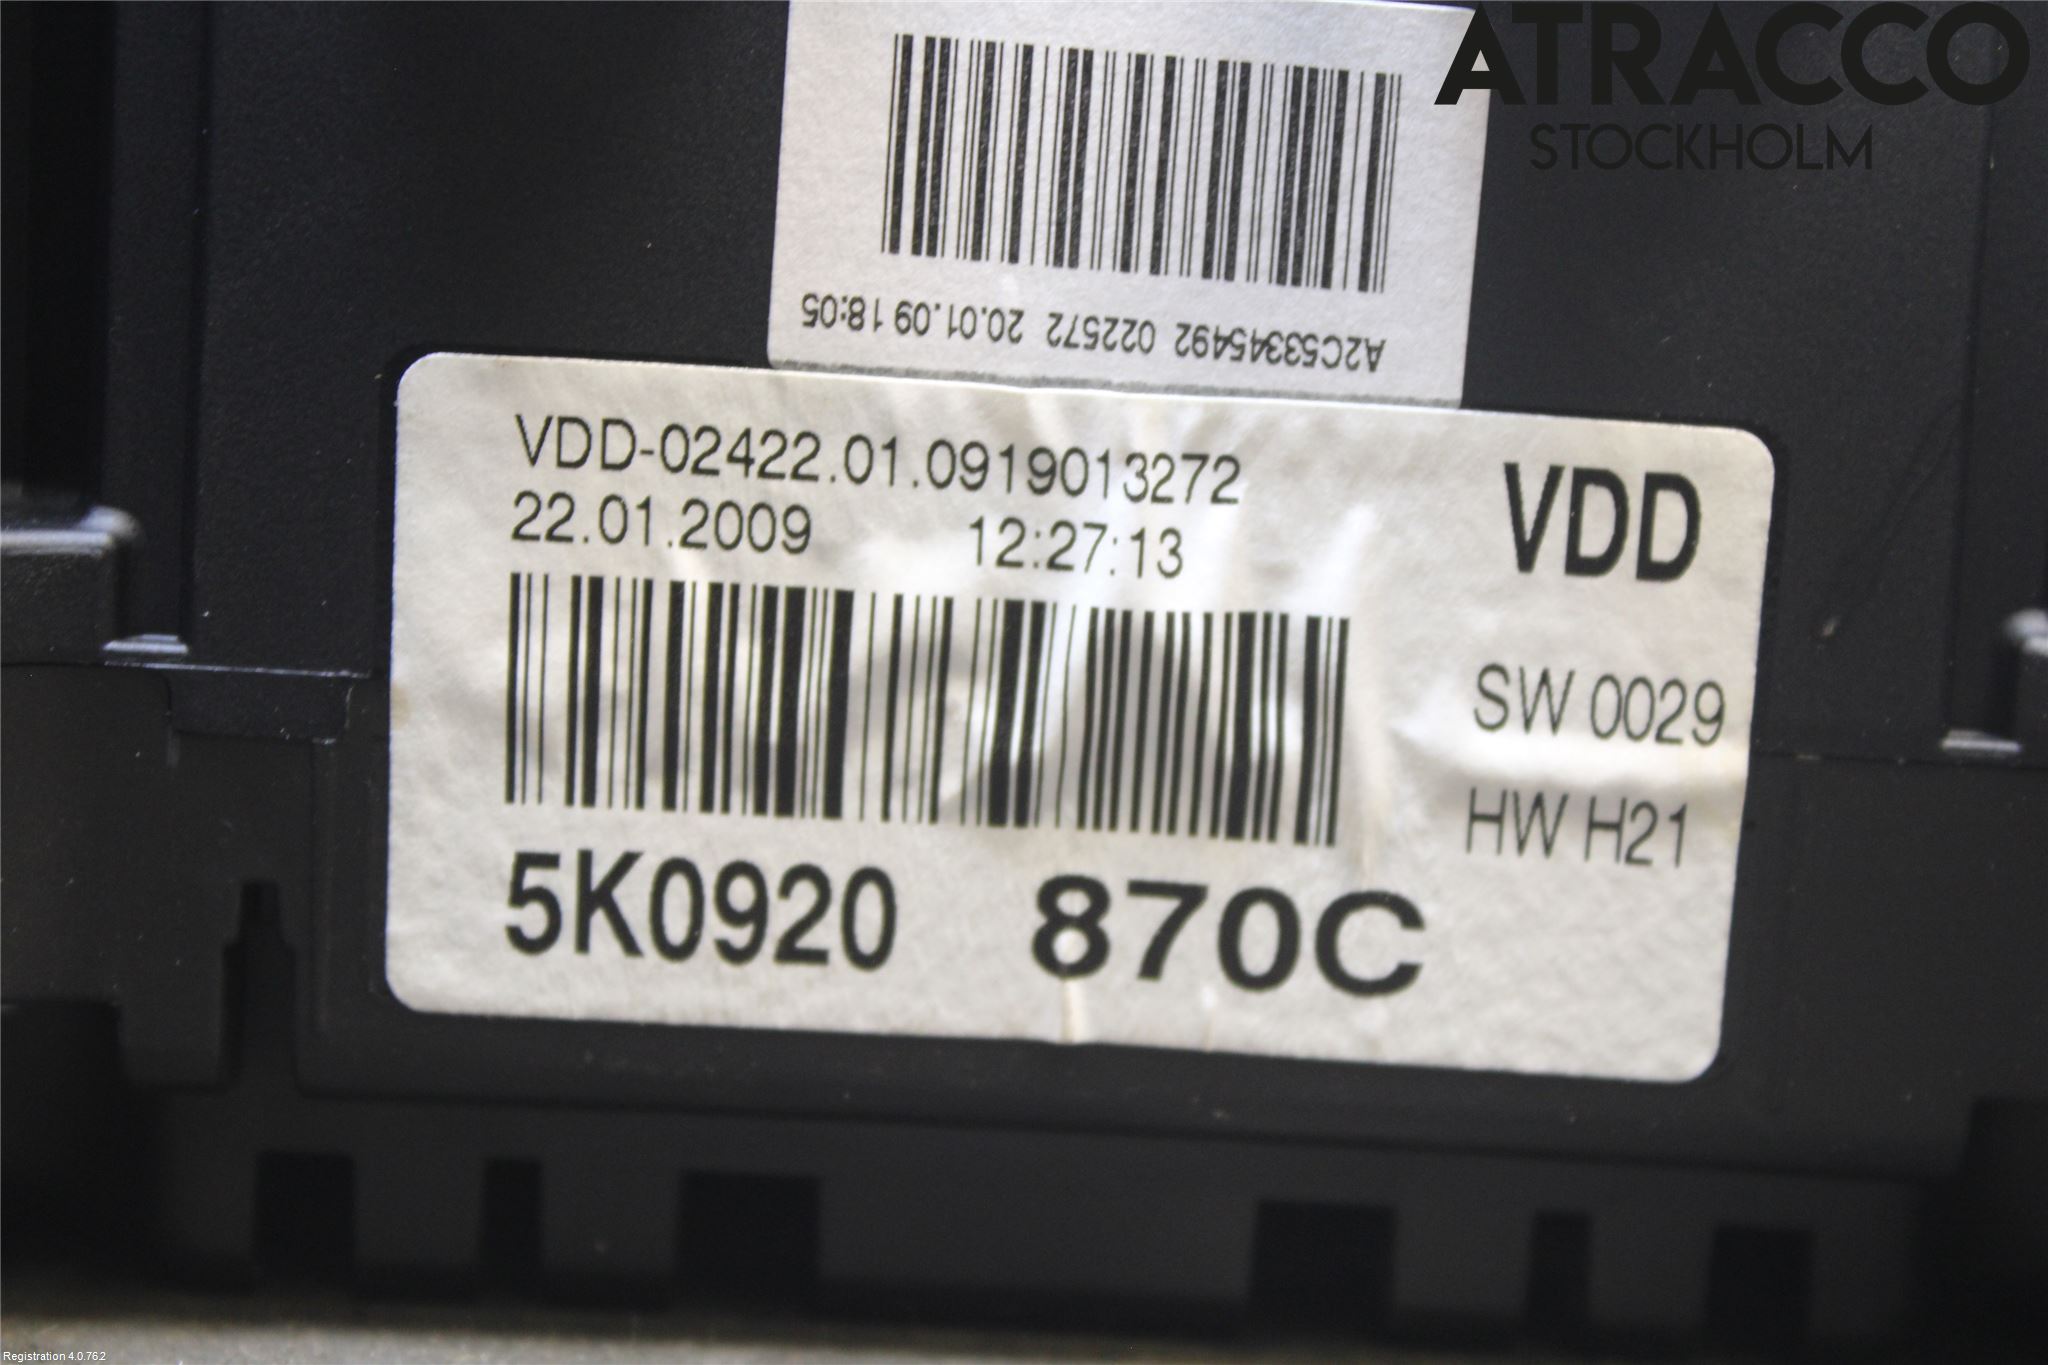 ATRACCO
STOCKHOLM
A2C53345492 022572 20.01.09 18:05
VDD-02422.01.0919013272
22.01.2009 12:27:13
VDD
SW 0029
HW H21
5K0920 870C
Registration 4.0.762